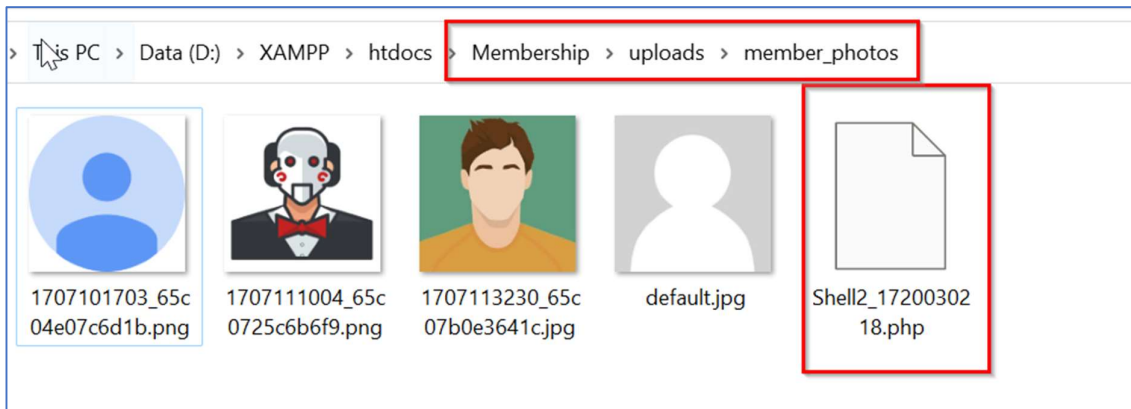 > This PC > Data (D:) > XAMPP > htdocs > Membership > uploads > member_photos
1707101703_65c
04e07c6d1b.png
1707111004_65c
0725c6b6f9.png
1707113230_65c
07b0e3641c.jpg
default.jpg
Shell2_17200302
18.php